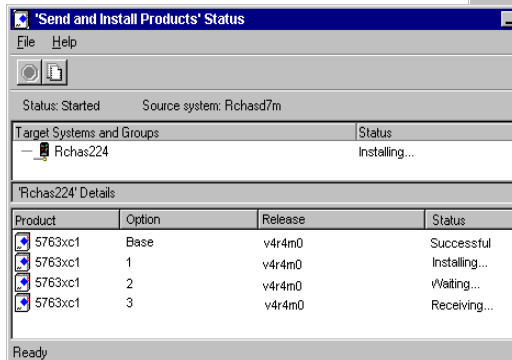 'Send and Install Products' Status
File Help
Status: Started Source system: Rchasd7m
Target Systems and Groups Status
Rchas224 Installing...
'Rchas224' Details
Product Option Release Status
5763xc1 Base v4r4m0 Successful
5763xc1 1 v4r4m0 Installing...
5763xc1 2 v4r4m0 Waiting...
5763xc1 3 v4r4m0 Receiving...
Ready